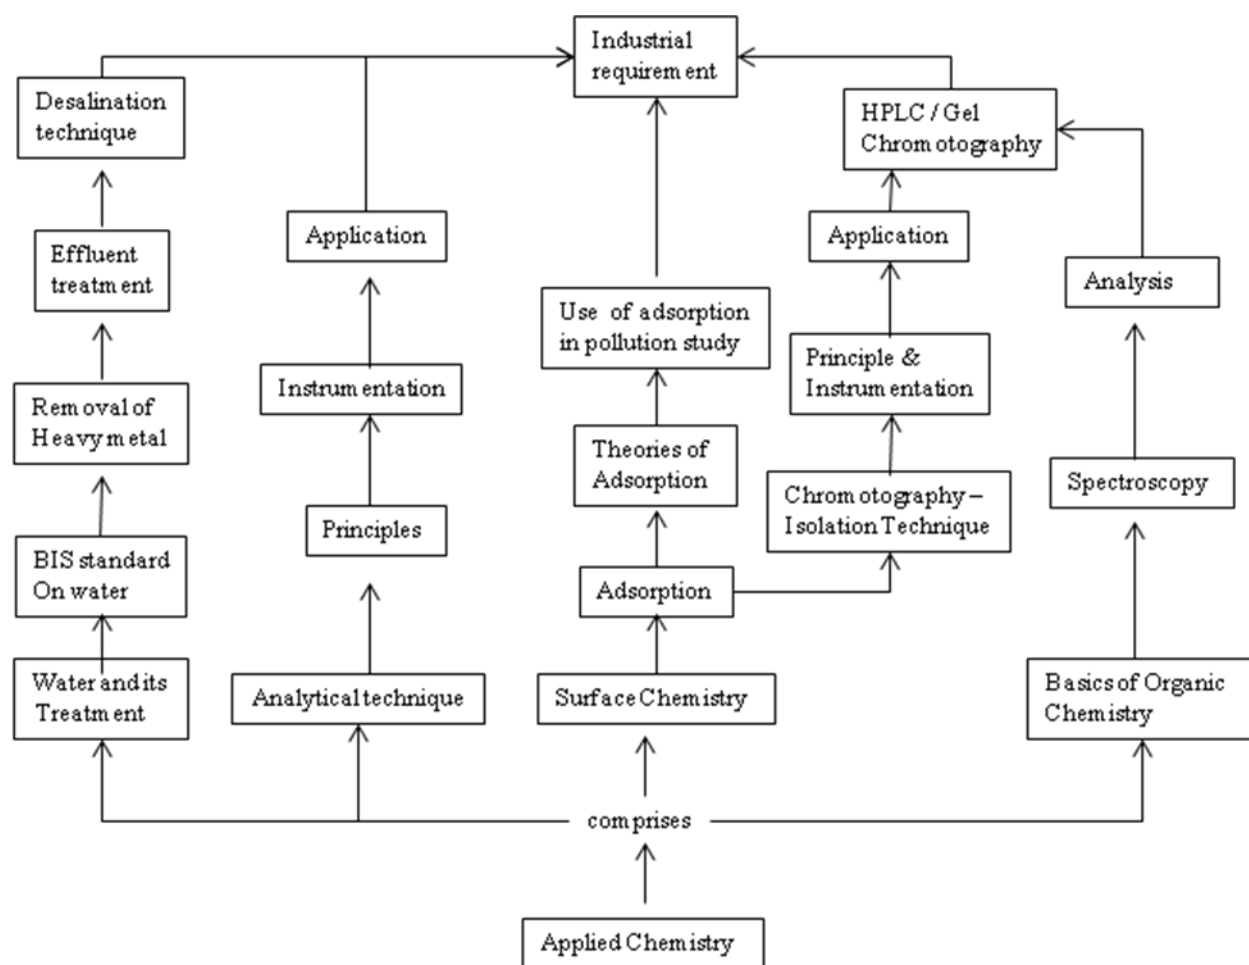 Industrial
requirement
Desalination
technique
HPLC / Gel
Chromotography
Application
Application
Effluent
treatment
Analysis
Use of adsorption
in pollution study
Instrumentation
Principle &
Instrumentation
Removal of
Heavy metal
Theories of
Adsorption
Spectroscopy
Chromotography –
Isolation Technique
Principles
BIS standard
On water
Adsorption
Water and its
Treatment
Analytical technique
Surface Chemistry
Basics of Organic
Chemistry
comprises
Applied Chemistry